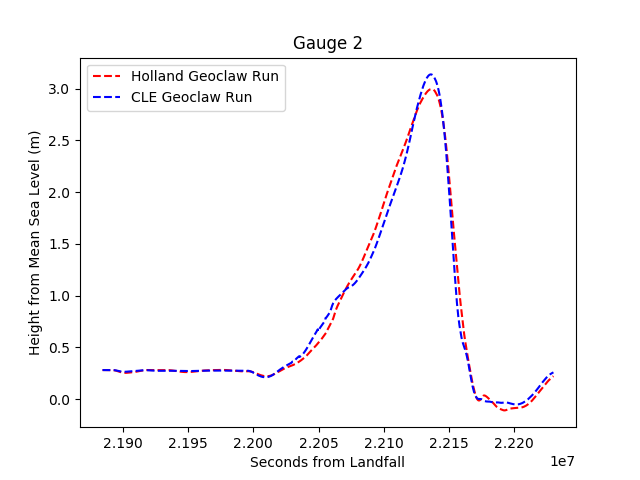 Gauge 2
Holland Geoclaw Run
CLE Geoclaw Run
Height from Mean Sea Level (m)
3.0
2.5
2.0
1.5
1.0
0.5
0.0
2.190 2.195 2.200 2.205 2.210 2.215 2.220
Seconds from Landfall
1e7